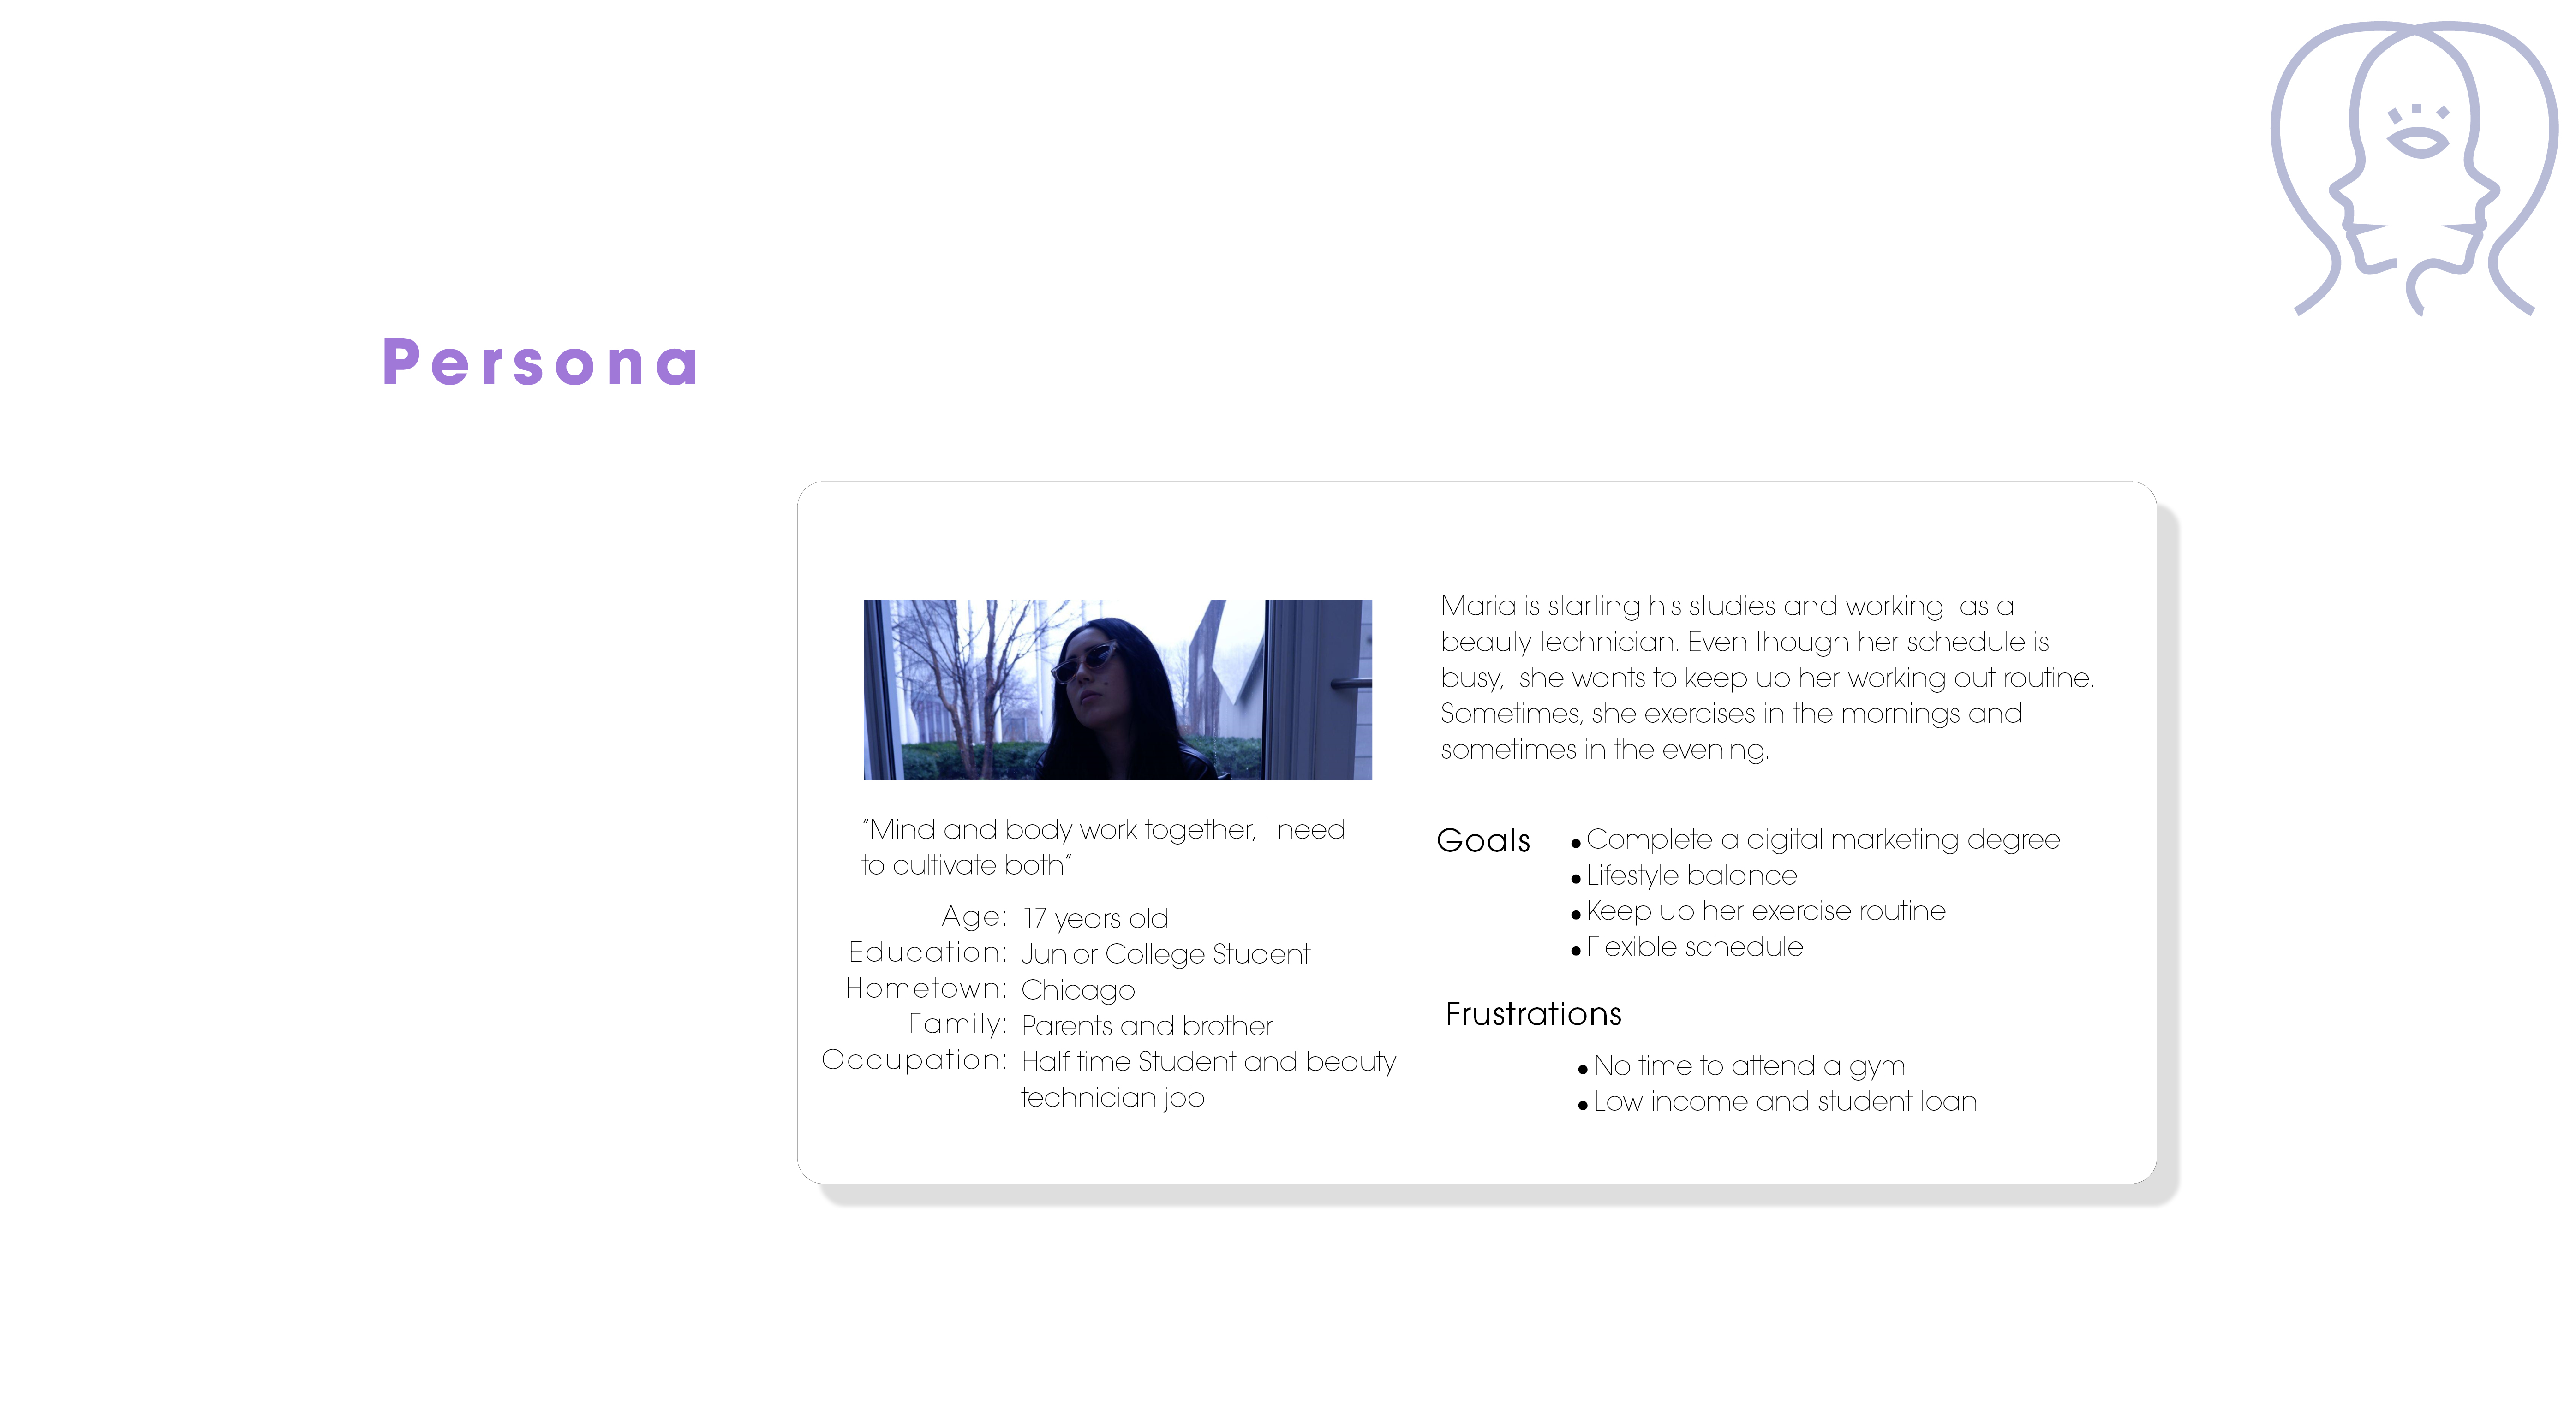 Persona
"Mind and body work together, I need
to cultivate both"
Age: 17 years old
Education: Junior College Student
Hometown: Chicago
Family: Parents and brother
Occupation: Half time Student and beauty
technician job
Maria is starting his studies and working  as a
beauty technician. Even though her schedule is
busy,  she wants to keep up her working out routine.
Sometimes, she exercises in the mornings and
sometimes in the evening.
Goals
• Complete a digital marketing degree
• Lifestyle balance
• Keep up her exercise routine
• Flexible schedule
Frustrations
• No time to attend a gym
• Low income and student loan